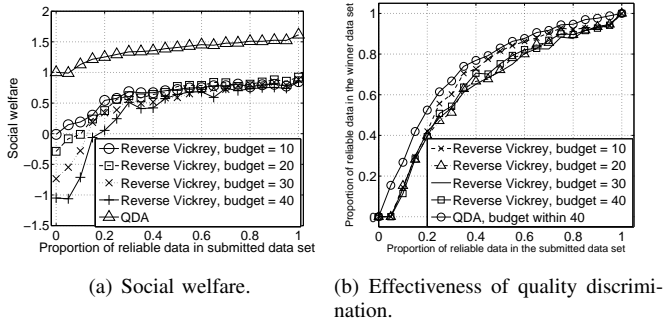 2
1.5
1
0.5
0
-0.5
-1
-1.5
Social welfare
0 0.2 0.4 0.6 0.8 1
Proportion of reliable data in submitted data set
Reverse Vickrey, budget = 10
Reverse Vickrey, budget = 20
Reverse Vickrey, budget = 30
Reverse Vickrey, budget = 40
QDA
(a) Social welfare.
1
0.8
0.6
0.4
0.2
0
Proportion of reliable data in the winner data set
0 0.2 0.4 0.6 0.8 1
Proportion of reliable data in the submitted data set
Reverse Vickrey, budget = 10
Reverse Vickrey, budget = 20
Reverse Vickrey, budget = 30
Reverse Vickrey, budget = 40
QDA, budget within 40
(b) Effectiveness of quality discrimi-
nation.